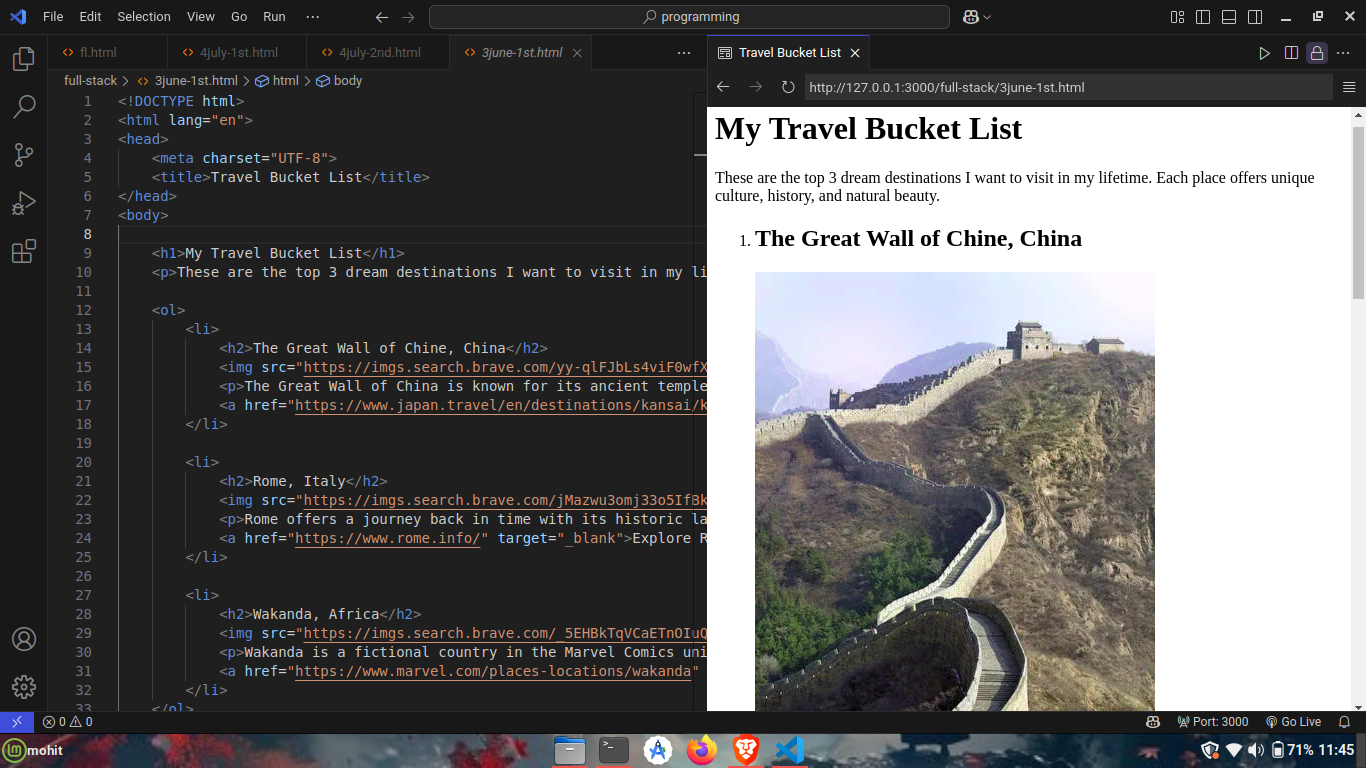 File Edit Selection View Go Run ··· programming
fl.html 4july-1st.html 4july-2nd.html 3june-1st.html ··· Travel Bucket List
full-stack > 3june-1st.html > html > body
http://127.0.0.1:3000/full-stack/3june-1st.html
1 <!DOCTYPE html>
2 <html lang="en">
3 <head>
4 <meta charset="UTF-8">
5 <title>Travel Bucket List</title>
6 </head>
7 <body>
8
9 <h1>My Travel Bucket List</h1>
10 <p>These are the top 3 dream destinations I want to visit in my li
11
12 <ol>
13 <li>
14 <h2>The Great Wall of Chine, China</h2>
15 <img src="https://imgs.search.brave.com/yy-qlFJbLs4viF0wfX
16 <p>The Great Wall of China is known for its ancient temple
17 <a href="https://www.japan.travel/en/destinations/kansai/k
18 </li>
19
20 <li>
21 <h2>Rome, Italy</h2>
22 <img src="https://imgs.search.brave.com/jMazwu3omj33o5IfBk
23 <p>Rome offers a journey back in time with its historic la
24 <a href="https://www.rome.info/" target="_blank">Explore R
25 </li>
26
27 <li>
28 <h2>Wakanda, Africa</h2>
29 <img src="https://imgs.search.brave.com/_5EHBkTqVCaETnOIuQ
30 <p>Wakanda is a fictional country in the Marvel Comics uni
31 <a href="https://www.marvel.com/places-locations/wakanda"
32 </li>
33 </ol>
My Travel Bucket List
These are the top 3 dream destinations I want to visit in my lifetime. Each place offers unique
culture, history, and natural beauty.
1. The Great Wall of Chine, China
0 0 Port: 3000 Go Live
mohit 71% 11:45